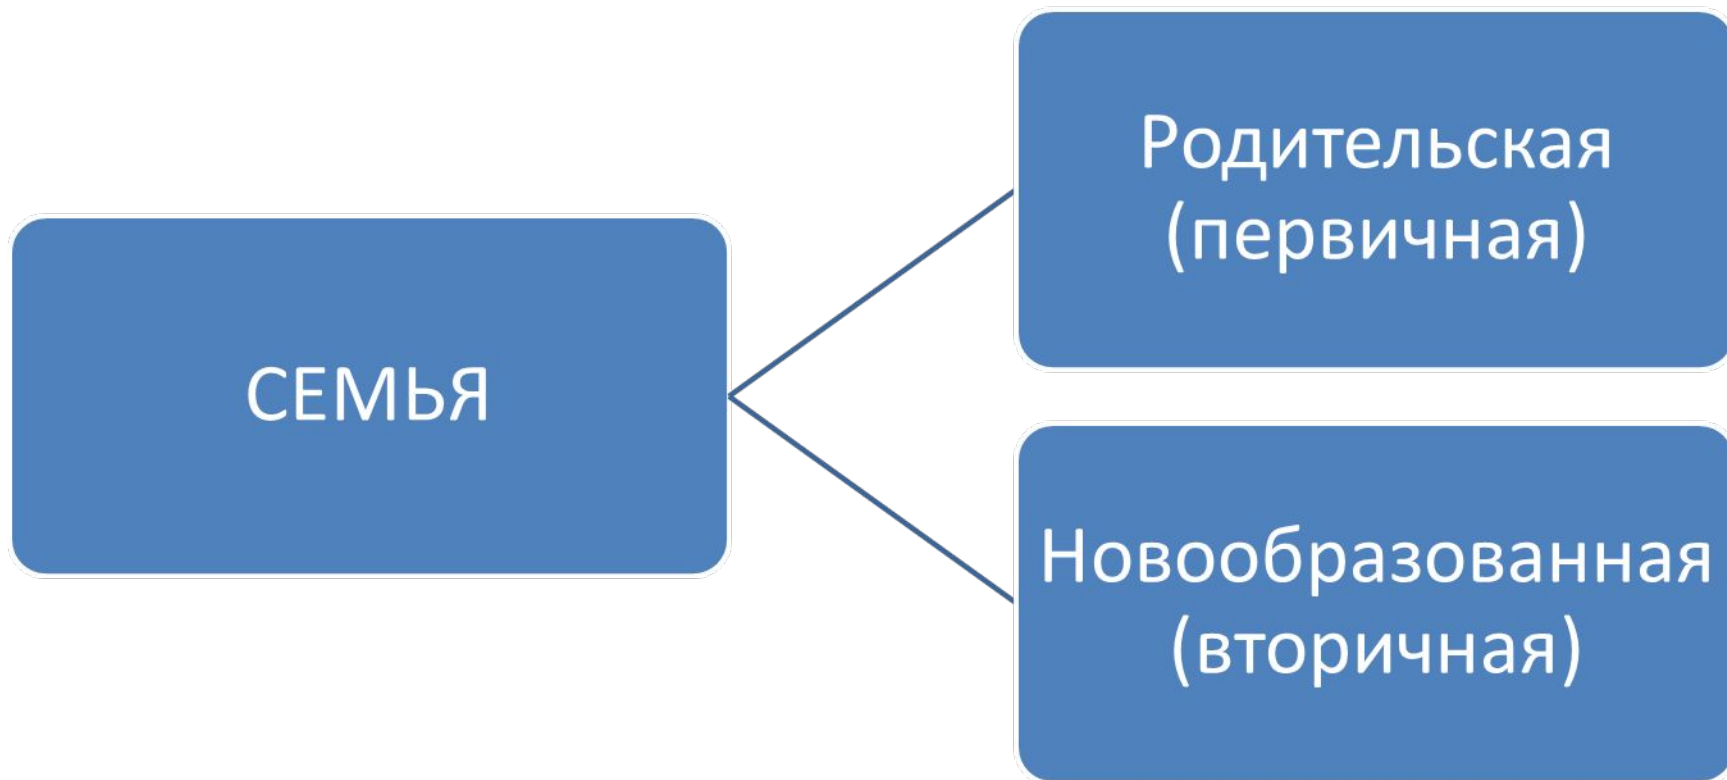 СЕМЬЯ
Родительская
(первичная)
Новообразованная
(вторичная)